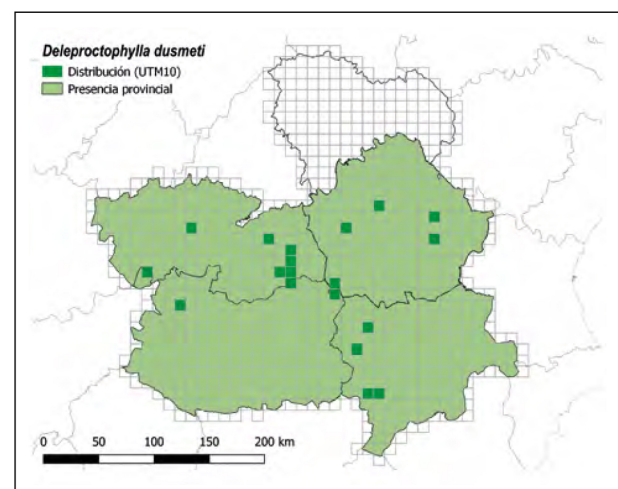 Deleproctophylla dusmeti
Distribución (UTM10)
Presencia provincial
0 50 100 150 200 km